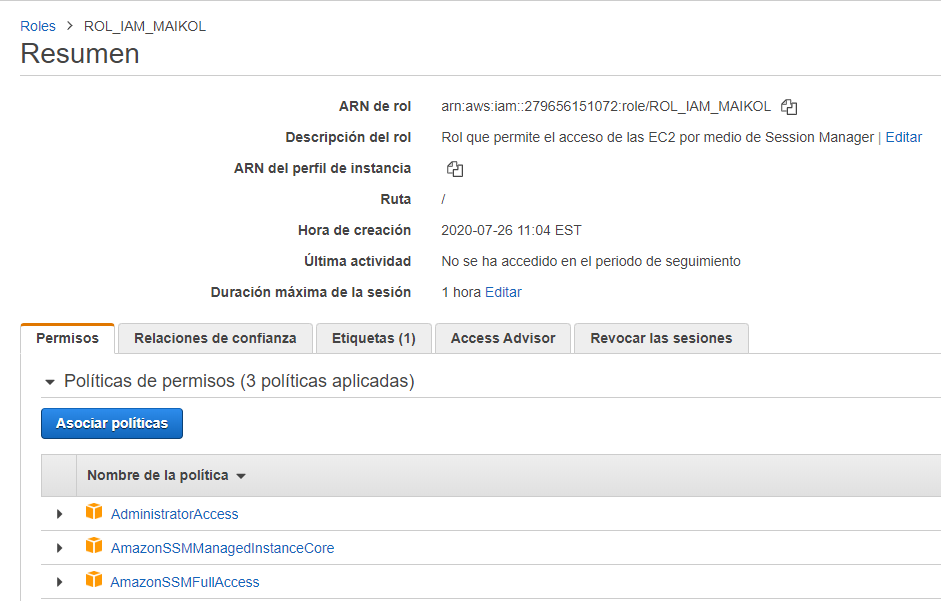 Roles > ROL_IAM_MAIKOL
Resumen
ARN de rol arn:aws:iam::279656151072:role/ROL_IAM_MAIKOL
Descripción del rol Rol que permite el acceso de las EC2 por medio de Session Manager | Editar
ARN del perfil de instancia
Ruta /
Hora de creación 2020-07-26 11:04 EST
Última actividad No se ha accedido en el periodo de seguimiento
Duración máxima de la sesión 1 hora Editar
Permisos Relaciones de confianza Etiquetas (1) Access Advisor Revocar las sesiones
Políticas de permisos (3 políticas aplicadas)
Asociar políticas
Nombre de la política
AdministratorAccess
AmazonSSMManagedInstanceCore
AmazonSSMFullAccess